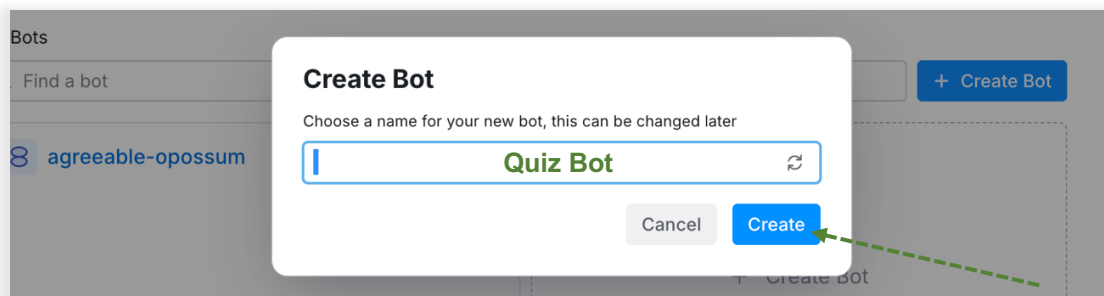 Bots
Find a bot
+ Create Bot
agreeable-opossum
Create Bot
Choose a name for your new bot, this can be changed later
Quiz Bot
Cancel
Create
+ Create Bot